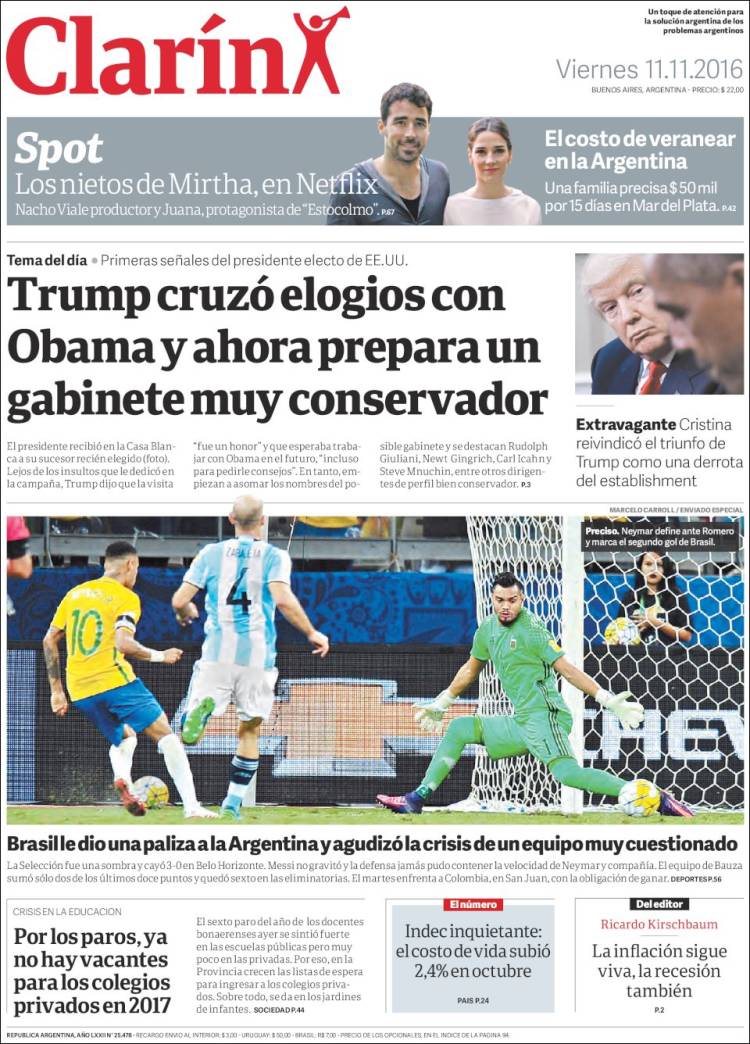 Clarín
Un toque de atención para
la solución argentina de los
problemas argentinos
Viernes 11.11.2016
BUENOS AIRES, ARGENTINA - PRECIO: $ 22,00
Spot
Los nietos de Mirtha, en Netflix
Nacho Viale productor y Juana, protagonista de “Estocolmo”. P.67
El costo de veranear
en la Argentina
Una familia precisa $ 50 mil
por 15 días en Mar del Plata. P.42
Tema del día • Primeras señales del presidente electo de EE.UU.
Trump cruzó elogios con
Obama y ahora prepara un
gabinete muy conservador
El presidente recibió en la Casa Blan-
ca a su sucesor recién elegido (foto).
Lejos de los insultos que le dedicó en
la campaña, Trump dijo que la visita
“fue un honor” y que esperaba traba-
jar con Obama en el futuro, “incluso
para pedirle consejos”. En tanto, em-
piezan a asomar los nombres del po-
sible gabinete y se destacan Rudolph
Giuliani, Newt Gingrich, Carl Icahn y
Steve Mnuchin, entre otros dirigen-
tes de perfil bien conservador. P.3
Extravagante Cristina
reivindicó el triunfo de
Trump como una derrota
del establishment
MARCELO CARROLL / ENVIADO ESPECIAL
Preciso. Neymar define ante Romero
y marca el segundo gol de Brasil.
10
ZABALETA
4
CHEVROLET
Brasil le dio una paliza a la Argentina y agudizó la crisis de un equipo muy cuestionado
La Selección fue una sombra y cayó 3-0 en Belo Horizonte. Messi no gravitó y la defensa jamás pudo contener la velocidad de Neymar y compañía. El equipo de Bauza
sumó sólo dos de los últimos doce puntos y quedó sexto en las eliminatorias. El martes enfrenta a Colombia, en San Juan, con la obligación de ganar. DEPORTES P.56
CRISIS EN LA EDUCACION
Por los paros, ya
no hay vacantes
para los colegios
privados en 2017
El sexto paro del año de los docentes
bonaerenses ayer se sintió fuerte
en las escuelas públicas pero muy
poco en las privadas. Por eso, en la
Provincia crecen las listas de espera
para ingresar a los colegios priva-
dos. Sobre todo, se da en los jardines
de infantes. SOCIEDAD P.44
El número
Indec inquietante:
el costo de vida subió
2,4% en octubre
PAIS P.24
Del editor
Ricardo Kirschbaum
La inflación sigue
viva, la recesión
también
P.2
REPUBLICA ARGENTINA, AÑO LXXII N° 25.478 - RECARGO ENVIO AL INTERIOR: $ 3,00 - URUGUAY: $ 50,00 - BRASIL: R$ 7,00 - PRECIO DE LOS OPCIONALES, EN EL INDICE DE LA PAGINA 94.